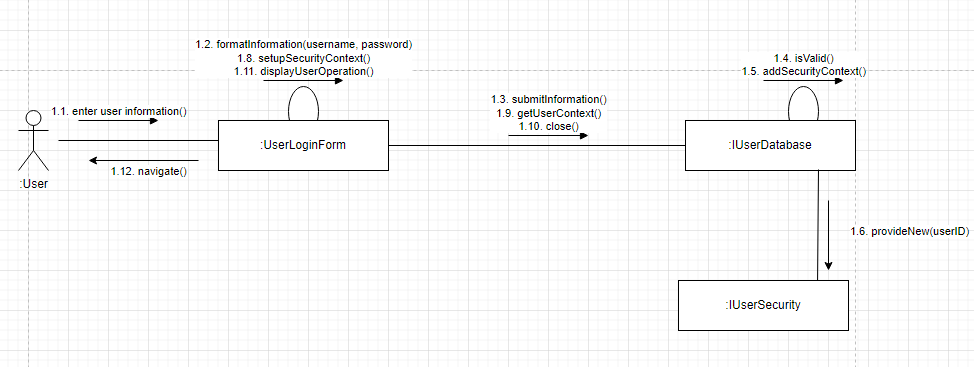 1.2. formatInformation(username, password)
1.8. setupSecurityContext()
1.11. displayUserOperation()
1.4. isValid()
1.5. addSecurityContext()
1.1. enter user information()
1.3. submitInformation()
1.9. getUserContext()
1.10. close()
:UserLoginForm
:IUserDatabase
1.12. navigate()
:User
1.6. provideNew(userID)
:IUserSecurity